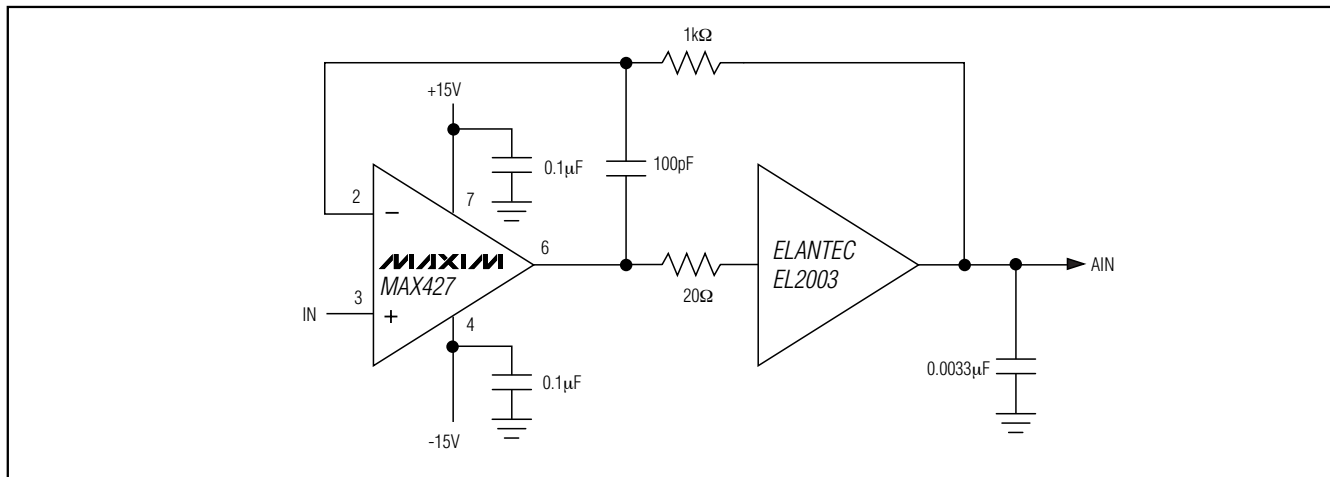 1kΩ
+15V
0.1µF
100pF
2
7
−
MAXIM
MAX427
6
ELANTEC
EL2003
AIN
20Ω
IN
3
+
4
0.1µF
0.0033µF
-15V